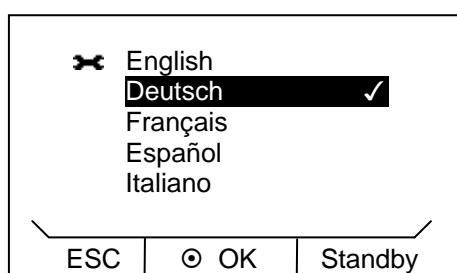 English
Deutsch ✓
Français
Español
Italiano
ESC ⊙ OK Standby